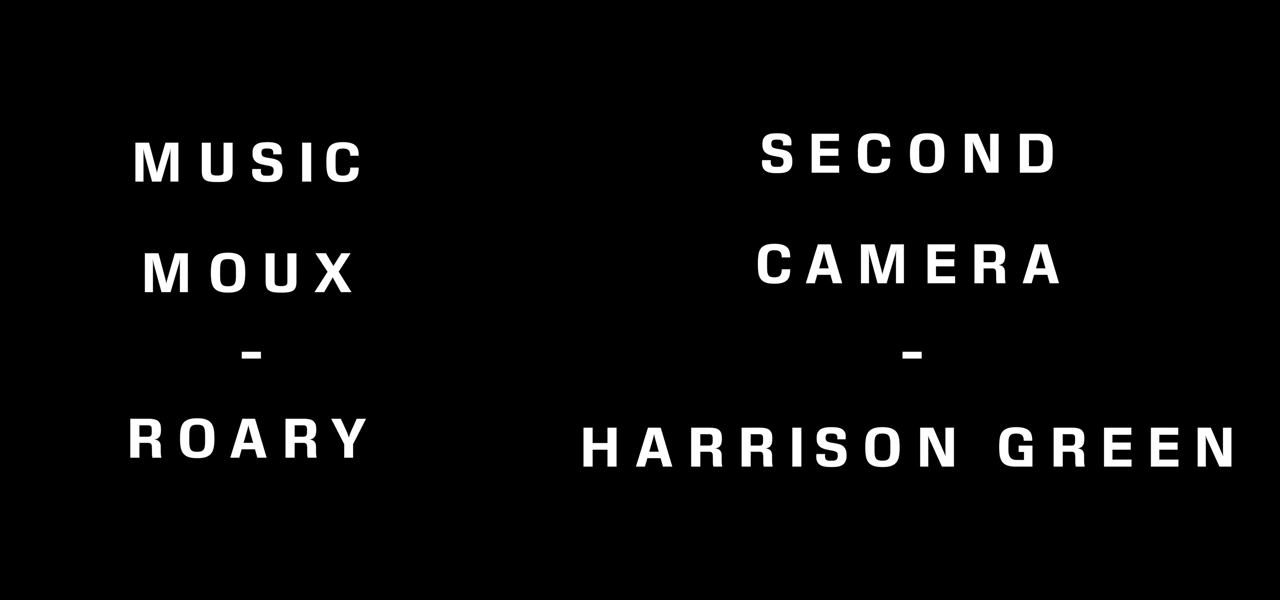 MUSIC
MOUX
-
ROARY
SECOND
CAMERA
-
HARRISON GREEN